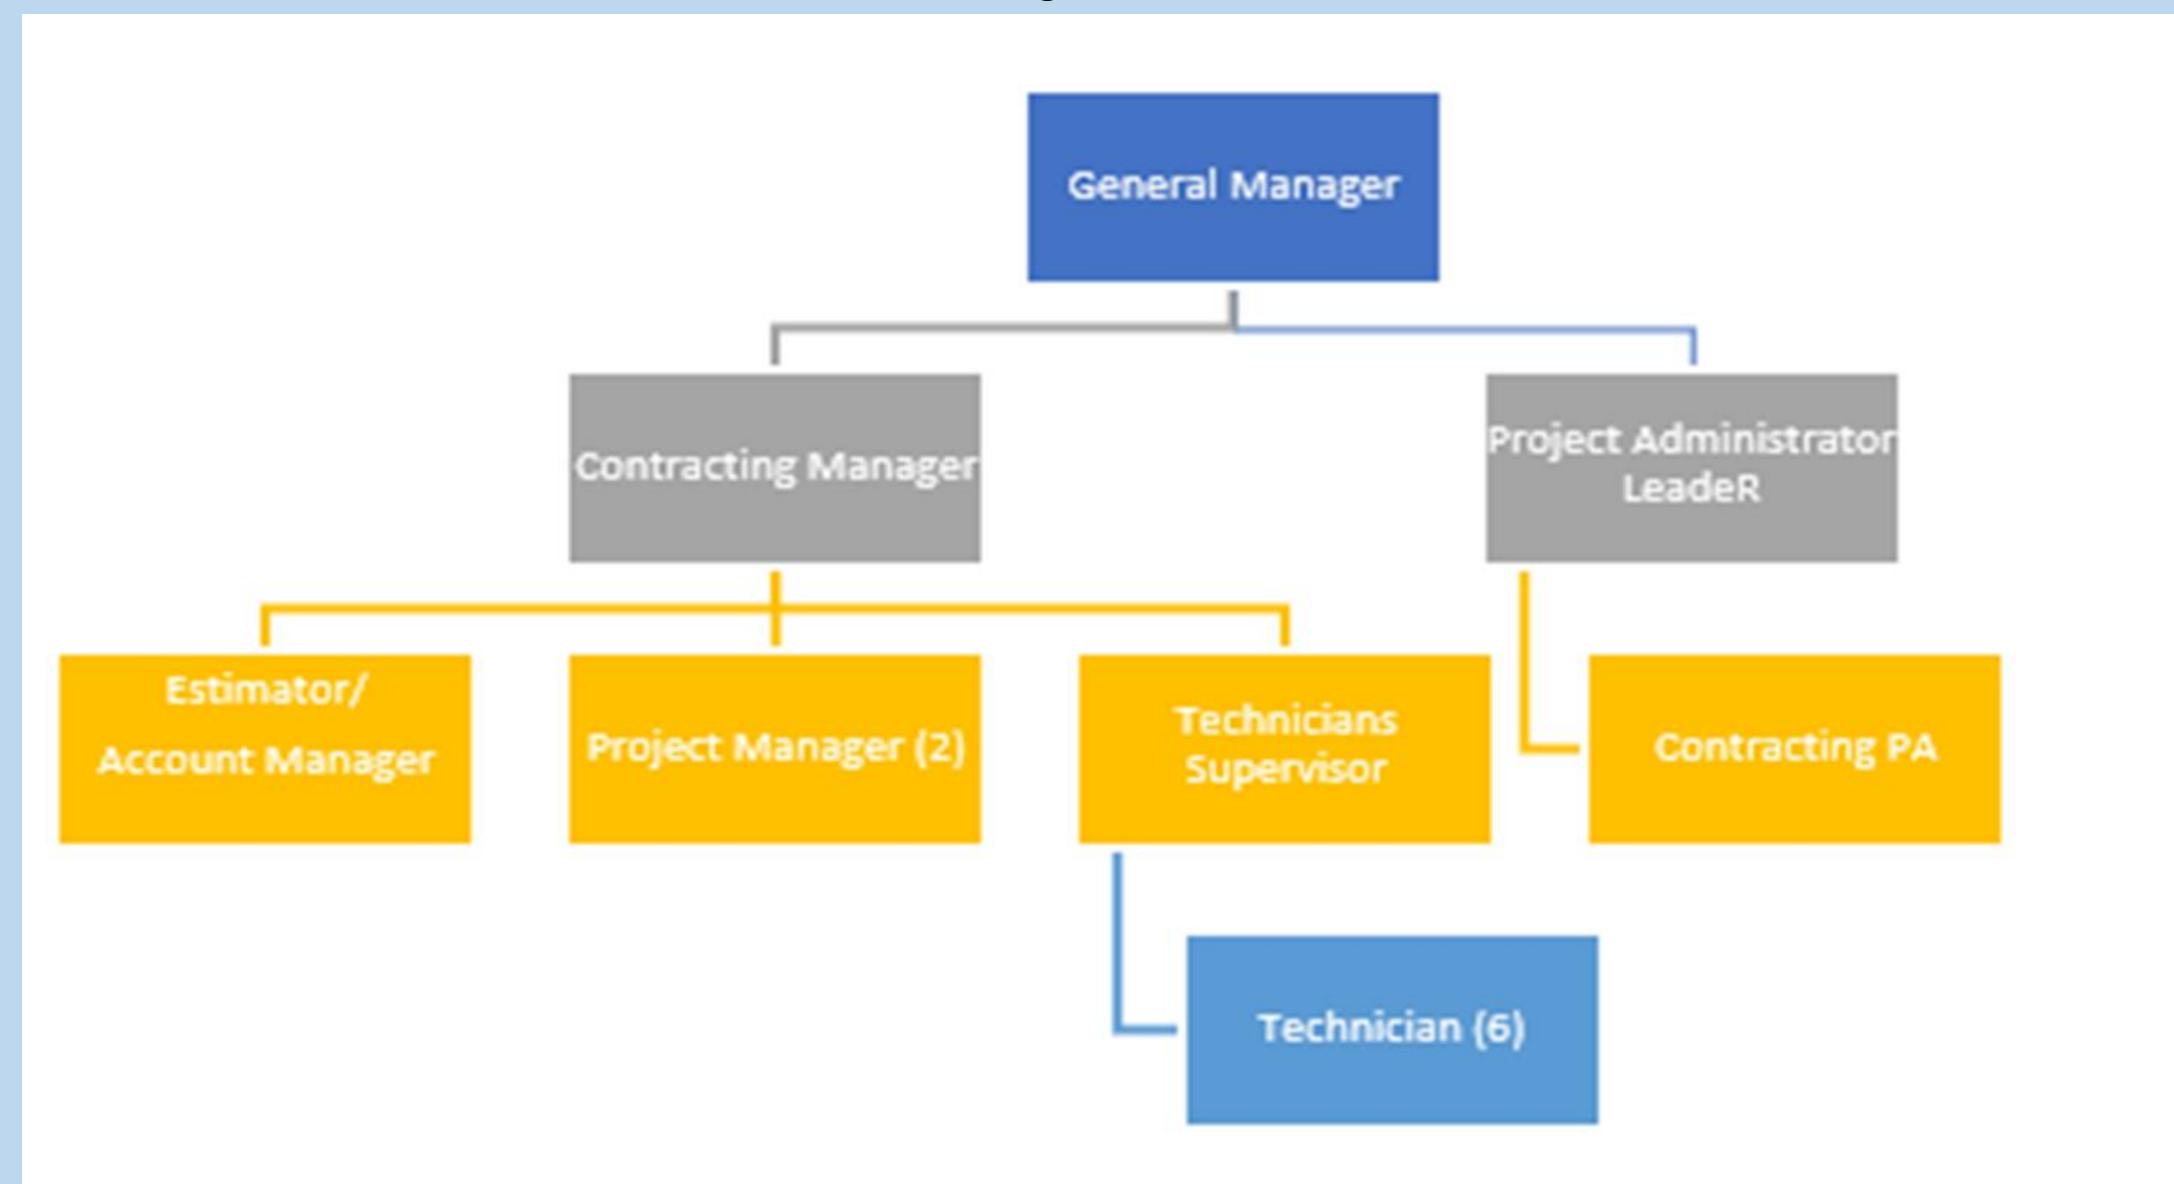 General Manager
Contracting Manager
Project Administrator
LeadeR
Estimator/
Account Manager
Project Manager (2)
Technicians
Supervisor
Contracting PA
Technician (6)